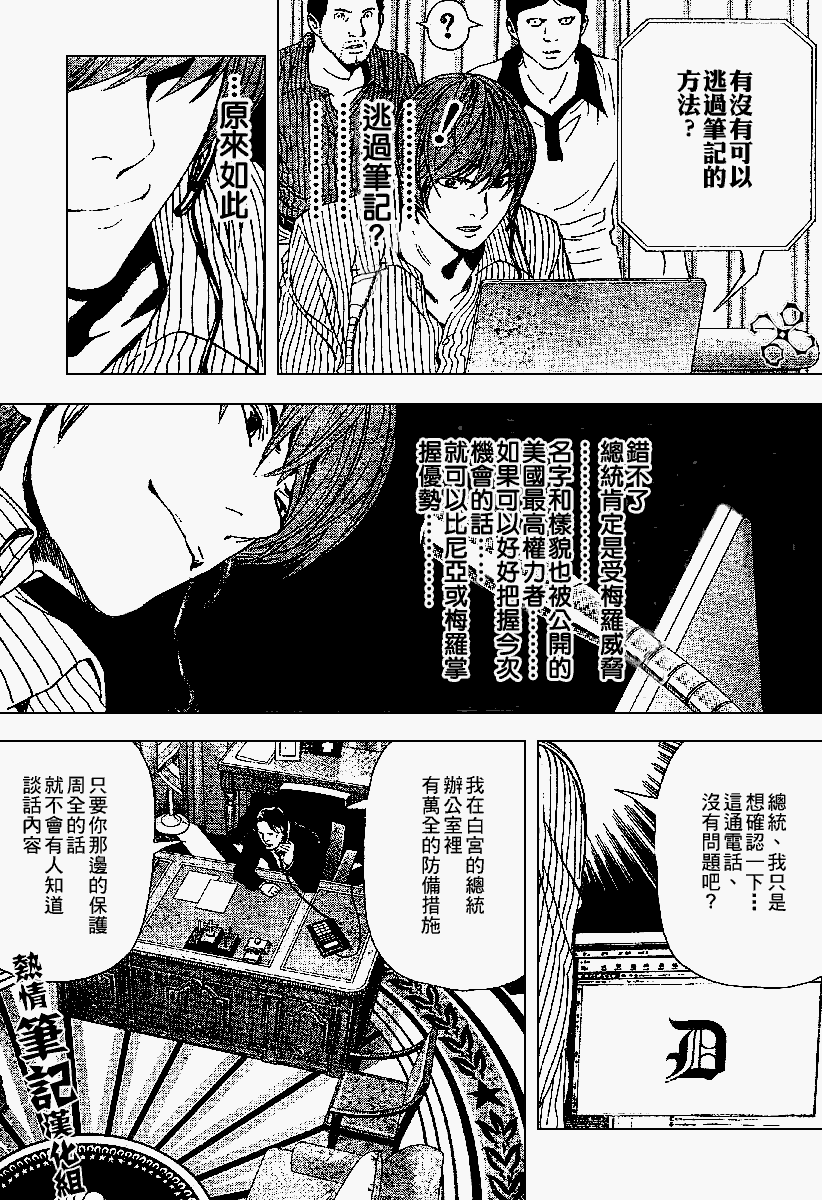 有沒有可以
逃過筆記的
方法？
？
！
逃過筆記？
…………
…………
…原來如此
錯不了
…………
總統肯定是受梅羅威脅
…………
名字和樣貌也被公開的
美國最高權力者………
如果可以好好把握今次
機會的話……
就可以比尼亞或梅羅掌
握優勢………
總統、我只是
想確認一下…
這通電話、
沒有問題吧？
D
我在白宮的總統
辦公室裡
有萬全的防備措施
只要你那邊的保護
周全的話
就不會有人知道
談話內容
熱情筆記漢化組